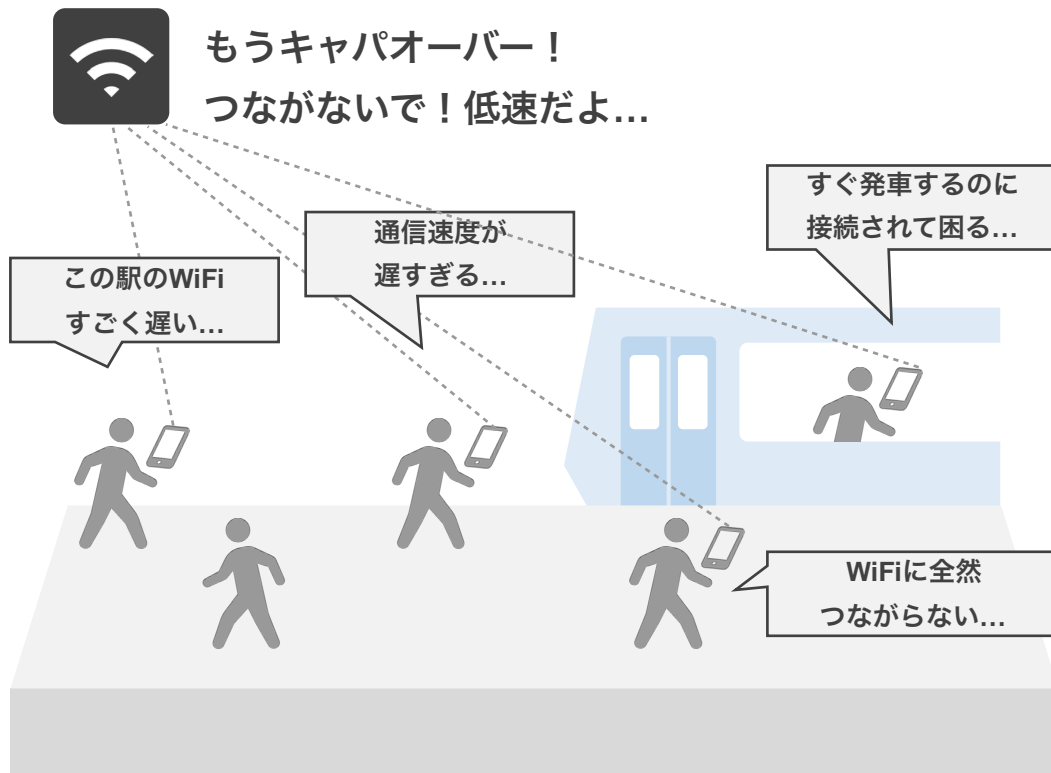 もうキャパオーバー！
つながないで！低速だよ…
すぐ発車するのに
接続されて困る…
通信速度が
遅すぎる…
この駅のWiFi
すごく遅い…
WiFiに全然
つながらない…